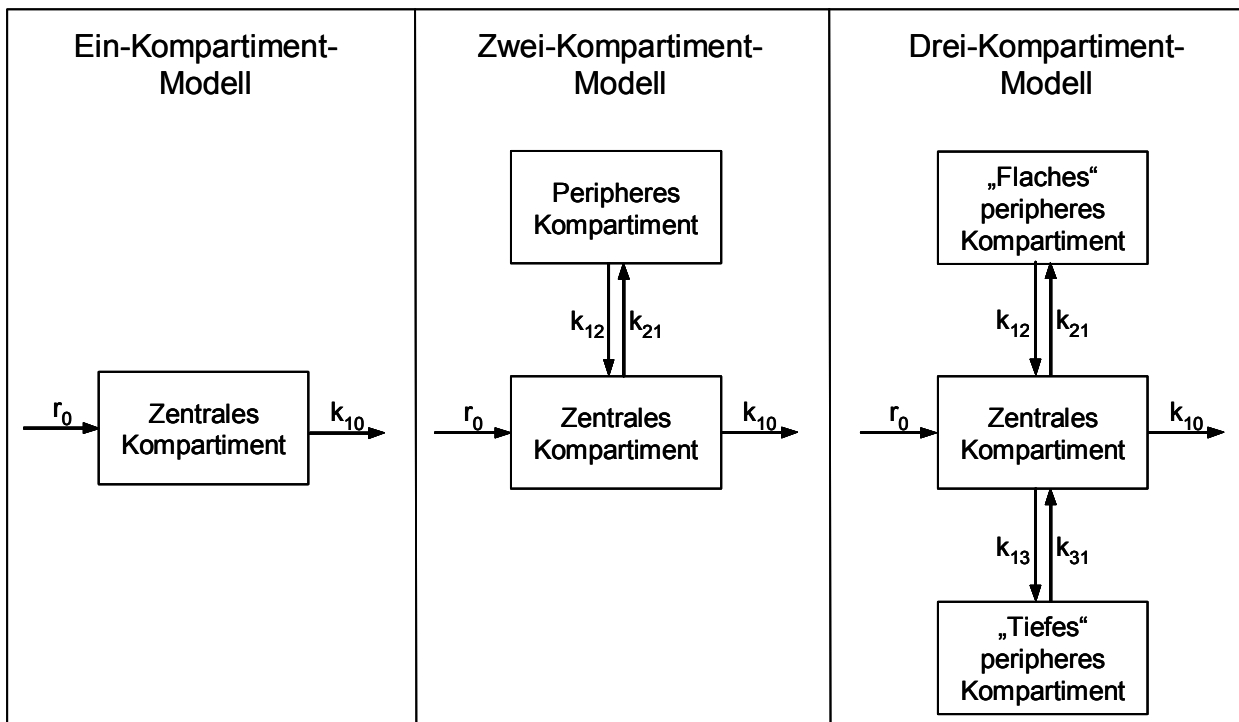 Ein-Kompartiment-
Modell
r0
Zentrales
Kompartiment
k10
Zwei-Kompartiment-
Modell
Peripheres
Kompartiment
k12
k21
r0
Zentrales
Kompartiment
k10
Drei-Kompartiment-
Modell
„Flaches“
peripheres
Kompartiment
k12
k21
r0
Zentrales
Kompartiment
k10
k13
k31
„Tiefes“
peripheres
Kompartiment